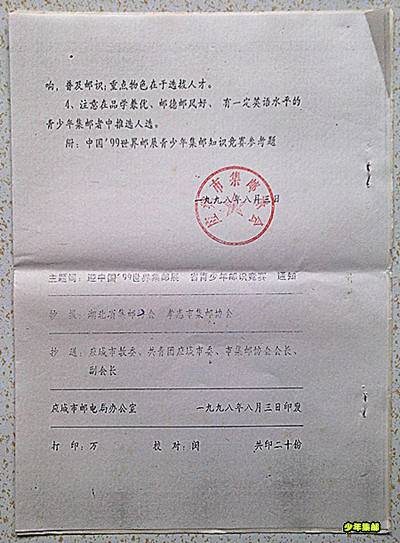 响，普及邮识；重点物色在于选拔人才。
4、注意在品学兼优、邮德邮风好、有一定英语水平的
青少年集邮者中推选人选。
附：中国'99世界邮展青少年集邮知识竞赛参考题
一九九八年八月三日
应城市集邮协会
主题词：迎中国'99世界集邮展 省青少年邮识竞赛 通知
抄 报：湖北省集邮协会 孝感市集邮协会
抄 送：应城市教委、共青团应城市委、市集邮协会会长、
副会长
应城市邮电局办公室 一九九八年八月三日印发
打 印：万 校 对：闵 共印二十份
少年集邮